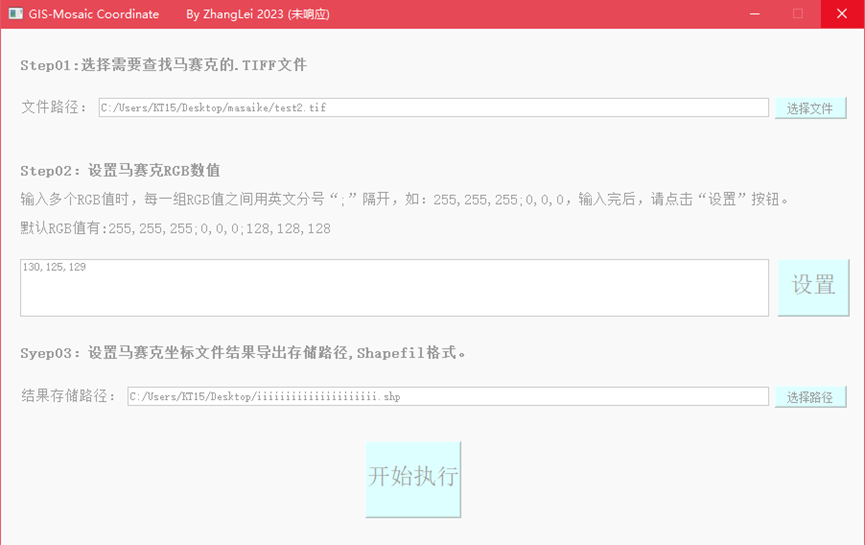 GIS-Mosaic Coordinate By ZhangLei 2023 (未响应)
Step01:选择需要查找马赛克的.TIFF文件
文件路径: C:/Users/KT15/Desktop/masaike/test2.tif 选择文件
Step02: 设置马赛克RGB数值
输入多个RGB值时，每一组RGB值之间用英文分号“;”隔开，如: 255,255,255;0,0,0，输入完后，请点击“设置”按钮。
默认RGB值有:255,255,255;0,0,0;128,128,128
130,125,129
设置
Syep03: 设置马赛克坐标文件结果导出存储路径,Shapefil格式。
结果存储路径: C:/Users/KT15/Desktop/iiiiiiiiiiiiiiiiiiiii.shp 选择路径
开始执行